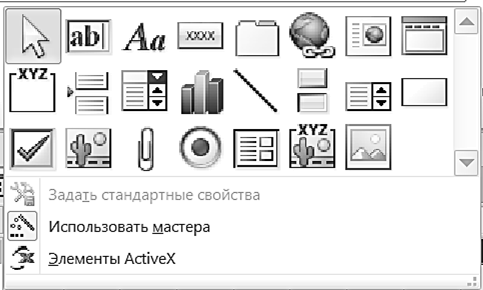 ab
Aa
XXXX
XYZ
XYZ
Задать стандартные свойства
Использовать мастера
Элементы ActiveX